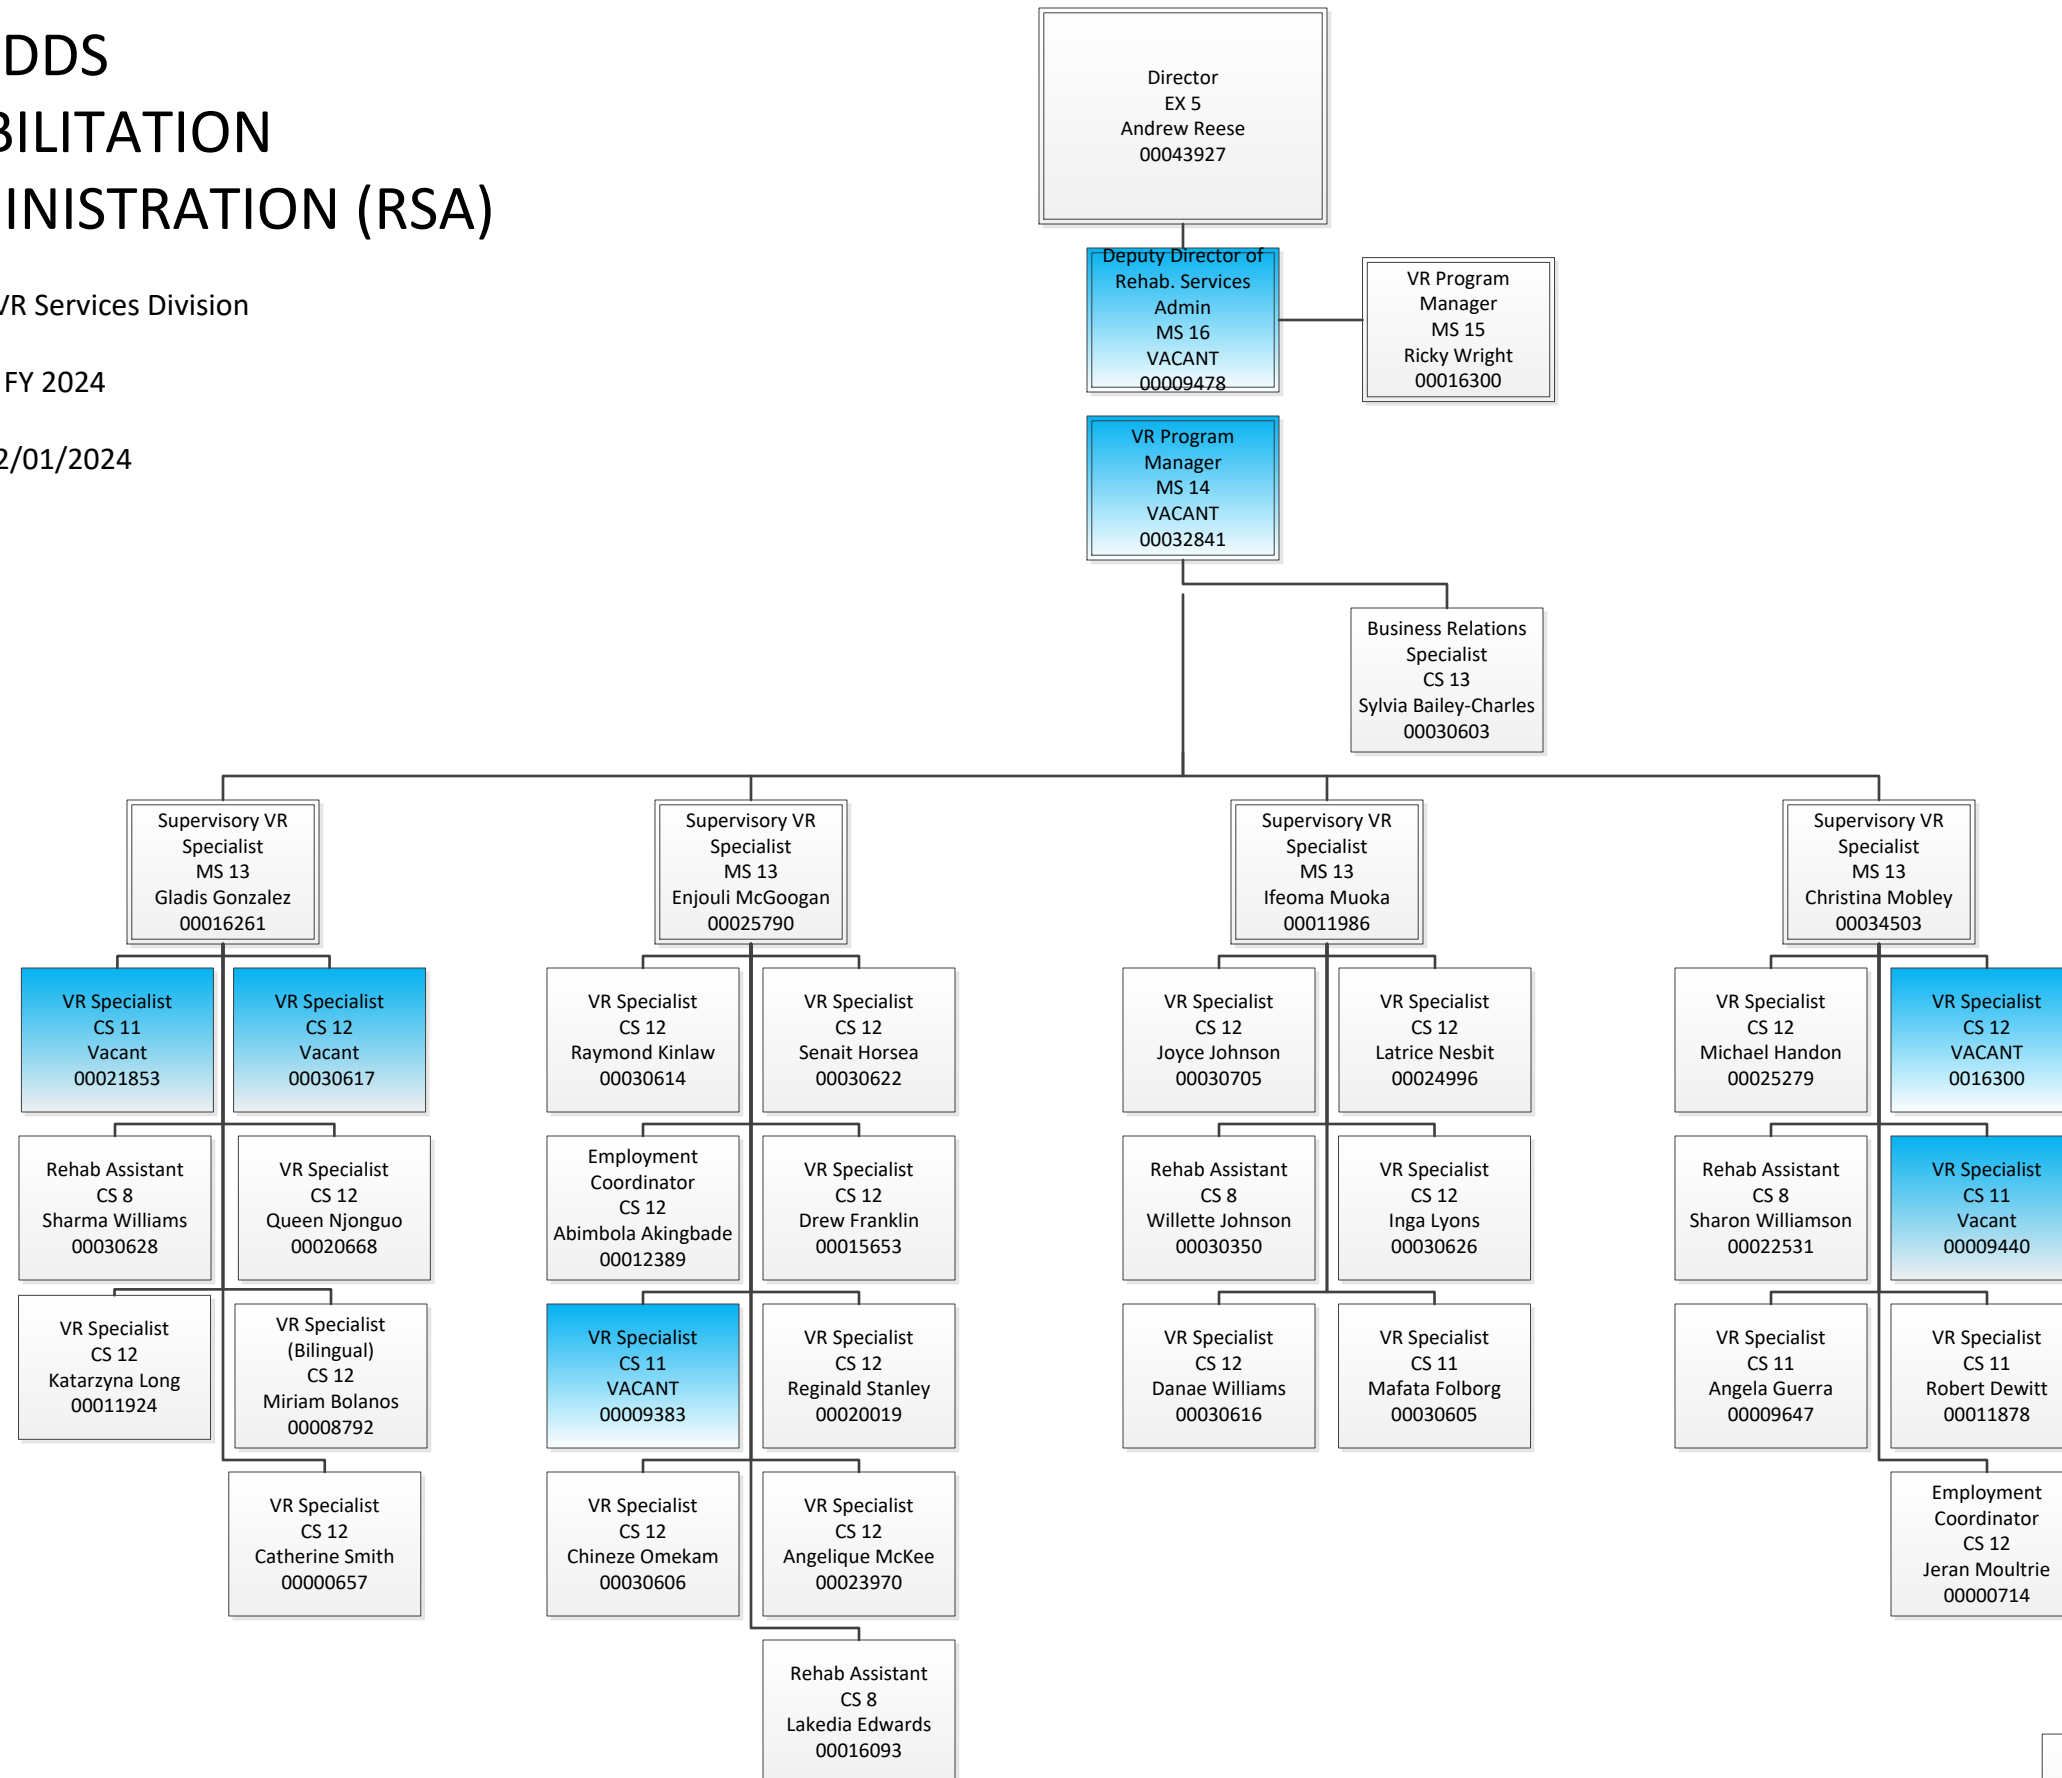 DDS
BILITATION
INISTRATION (RSA)
VR Services Division
FY 2024
2/01/2024
Director
EX 5
Andrew Reese
00043927
Deputy Director of
Rehab. Services
Admin
MS 16
VACANT
00009478
VR Program
Manager
MS 15
Ricky Wright
00016300
VR Program
Manager
MS 14
VACANT
00032841
Business Relations
Specialist
CS 13
Sylvia Bailey-Charles
00030603
Supervisory VR
Specialist
MS 13
Gladis Gonzalez
00016261
Supervisory VR
Specialist
MS 13
Enjouli McGoogan
00025790
Supervisory VR
Specialist
MS 13
Ifeoma Muoka
00011986
Supervisory VR
Specialist
MS 13
Christina Mobley
00034503
VR Specialist
CS 11
Vacant
00021853
VR Specialist
CS 12
Vacant
00030617
VR Specialist
CS 12
Raymond Kinlaw
00030614
VR Specialist
CS 12
Senait Horsea
00030622
VR Specialist
CS 12
Joyce Johnson
00030705
VR Specialist
CS 12
Latrice Nesbit
00024996
VR Specialist
CS 12
Michael Handon
00025279
VR Specialist
CS 12
VACANT
0016300
Rehab Assistant
CS 8
Sharma Williams
00030628
VR Specialist
CS 12
Queen Njonguo
00020668
Employment
Coordinator
CS 12
Abimbola Akingbade
00012389
VR Specialist
CS 12
Drew Franklin
00015653
Rehab Assistant
CS 8
Willette Johnson
00030350
VR Specialist
CS 12
Inga Lyons
00030626
Rehab Assistant
CS 8
Sharon Williamson
00022531
VR Specialist
CS 11
Vacant
00009440
VR Specialist
CS 12
Katarzyna Long
00011924
VR Specialist
(Bilingual)
CS 12
Miriam Bolanos
00008792
VR Specialist
CS 11
VACANT
00009383
VR Specialist
CS 12
Reginald Stanley
00020019
VR Specialist
CS 12
Danae Williams
00030616
VR Specialist
CS 11
Mafata Folborg
00030605
VR Specialist
CS 11
Angela Guerra
00009647
VR Specialist
CS 11
Robert Dewitt
00011878
VR Specialist
CS 12
Catherine Smith
00000657
VR Specialist
CS 12
Chineze Omekam
00030606
VR Specialist
CS 12
Angelique McKee
00023970
Employment
Coordinator
CS 12
Jeran Moultrie
00000714
Rehab Assistant
CS 8
Lakedia Edwards
00016093